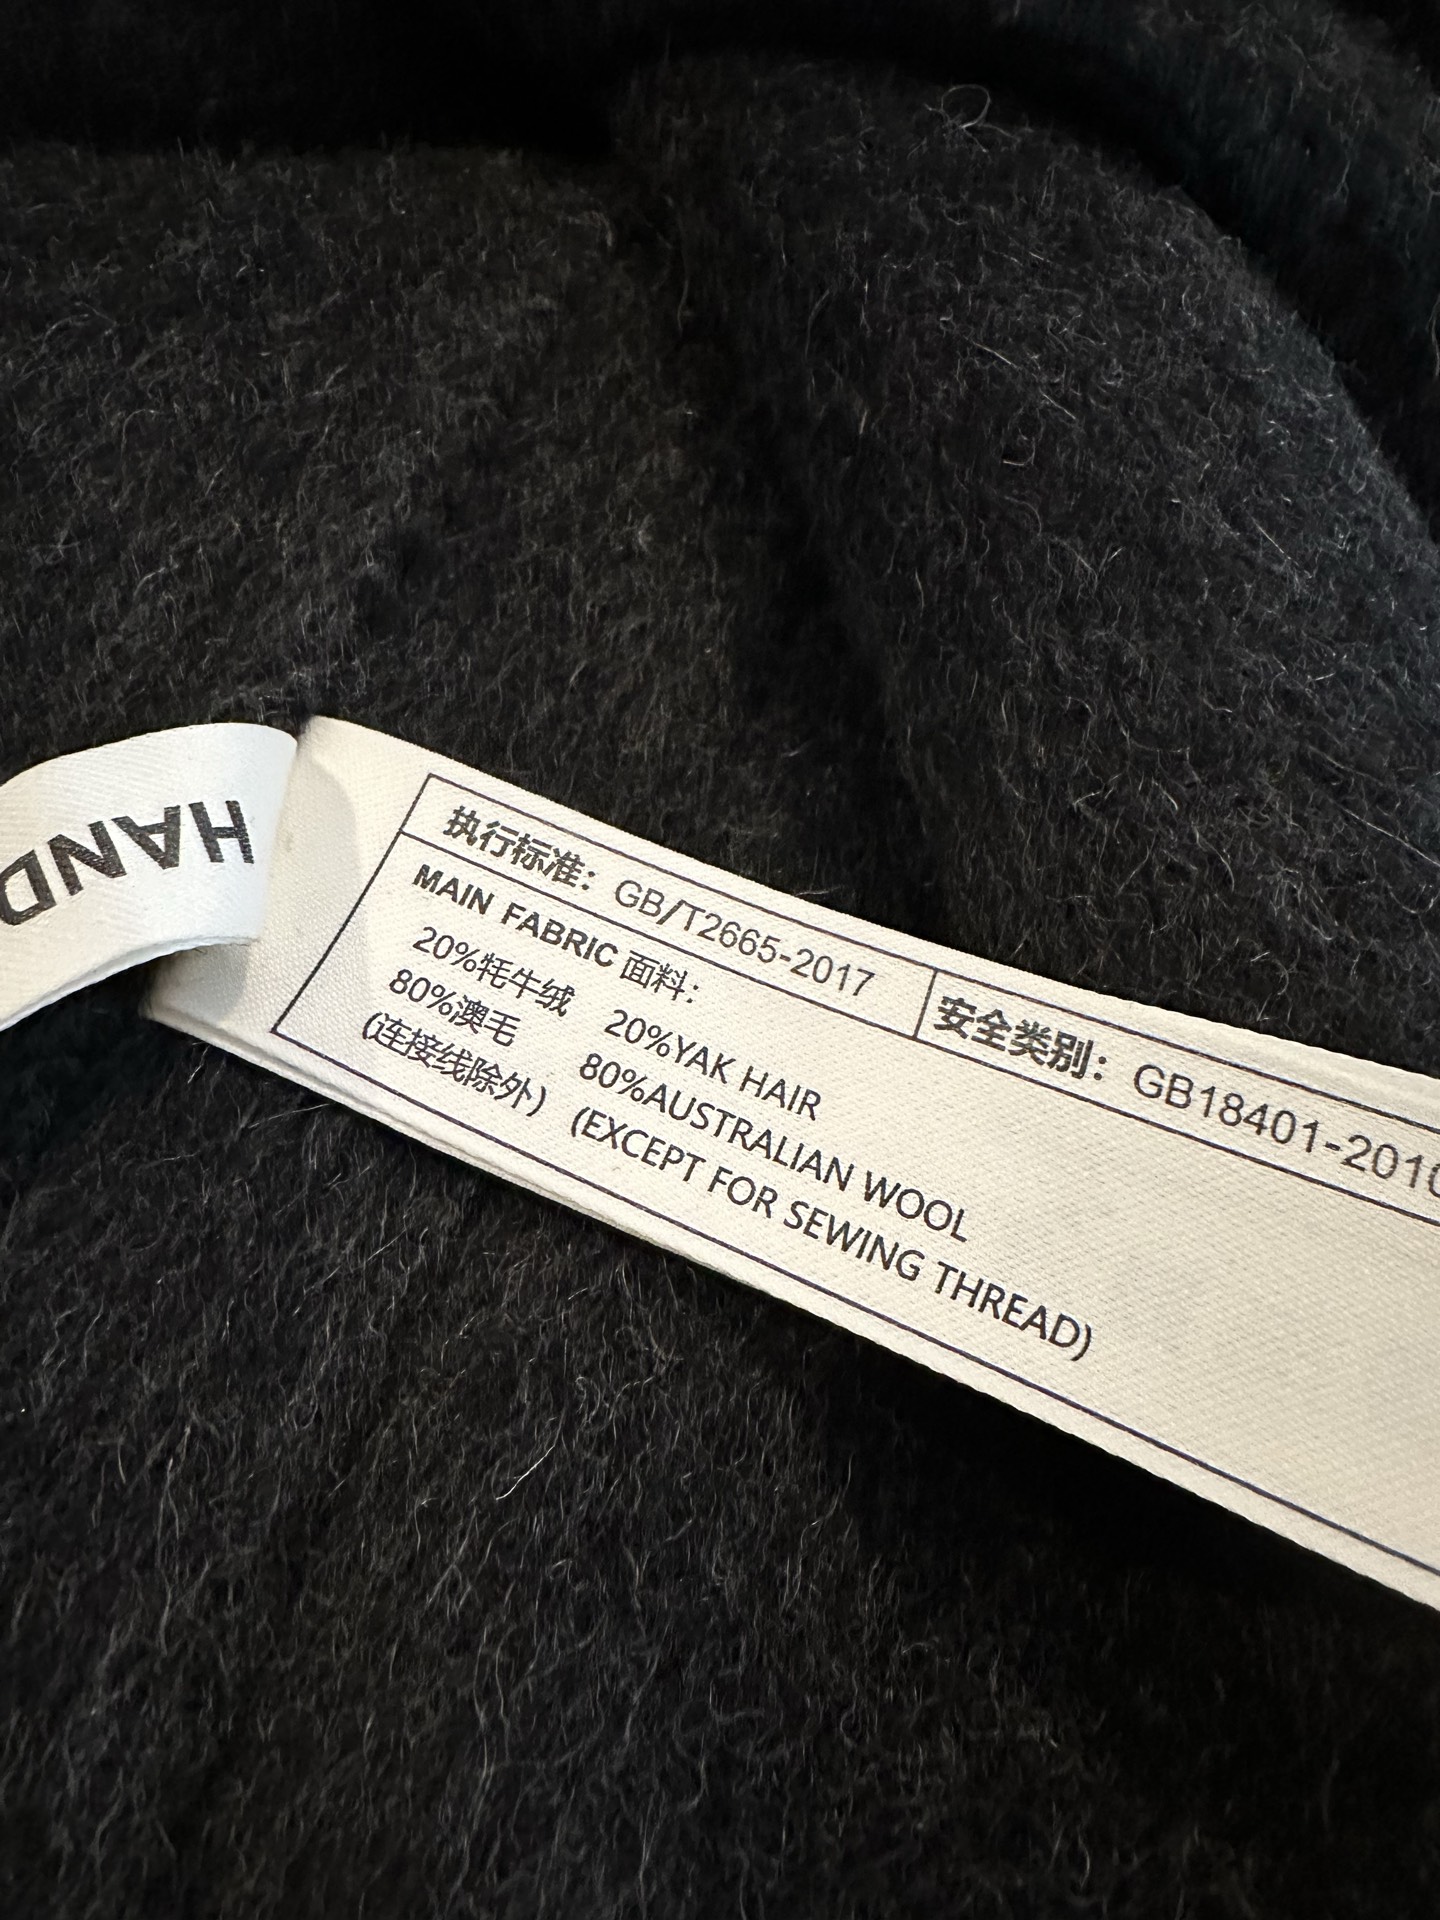 HAND
执行标准：GB/T2665-2017
安全类别：GB18401-2010
MAIN FABRIC 面料：
20%牦牛绒 20%YAK HAIR
80%澳毛 80%AUSTRALIAN WOOL
(连接线除外) (EXCEPT FOR SEWING THREAD)